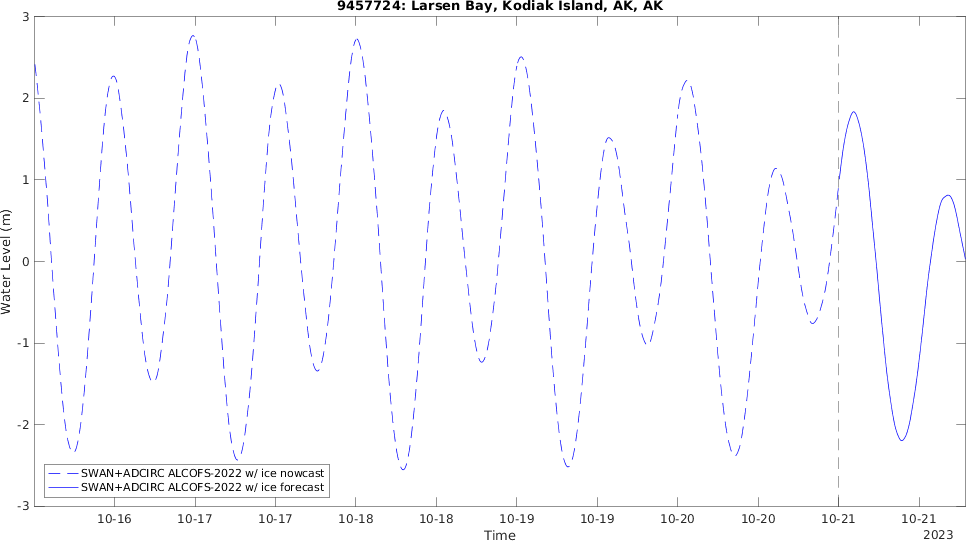 9457724: Larsen Bay, Kodiak Island, AK, AK
3
2
1
0
-1
-2
-3
Water Level (m)
SWAN+ADCIRC ALCOFS-2022 w/ ice nowcast
SWAN+ADCIRC ALCOFS-2022 w/ ice forecast
10-16 10-17 10-17 10-18 10-18 10-19 10-19 10-20 10-20 10-21 10-21
Time
2023